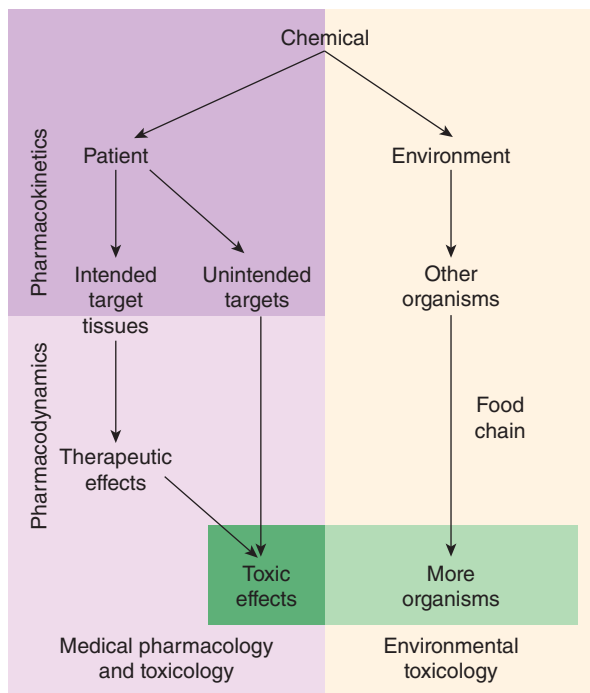 Chemical
Pharmacokinetics
Patient
Environment
Intended
target
tissues
Unintended
targets
Other
organisms
Pharmacodynamics
Food
chain
Therapeutic
effects
Toxic
effects
More
organisms
Medical pharmacology
and toxicology
Environmental
toxicology